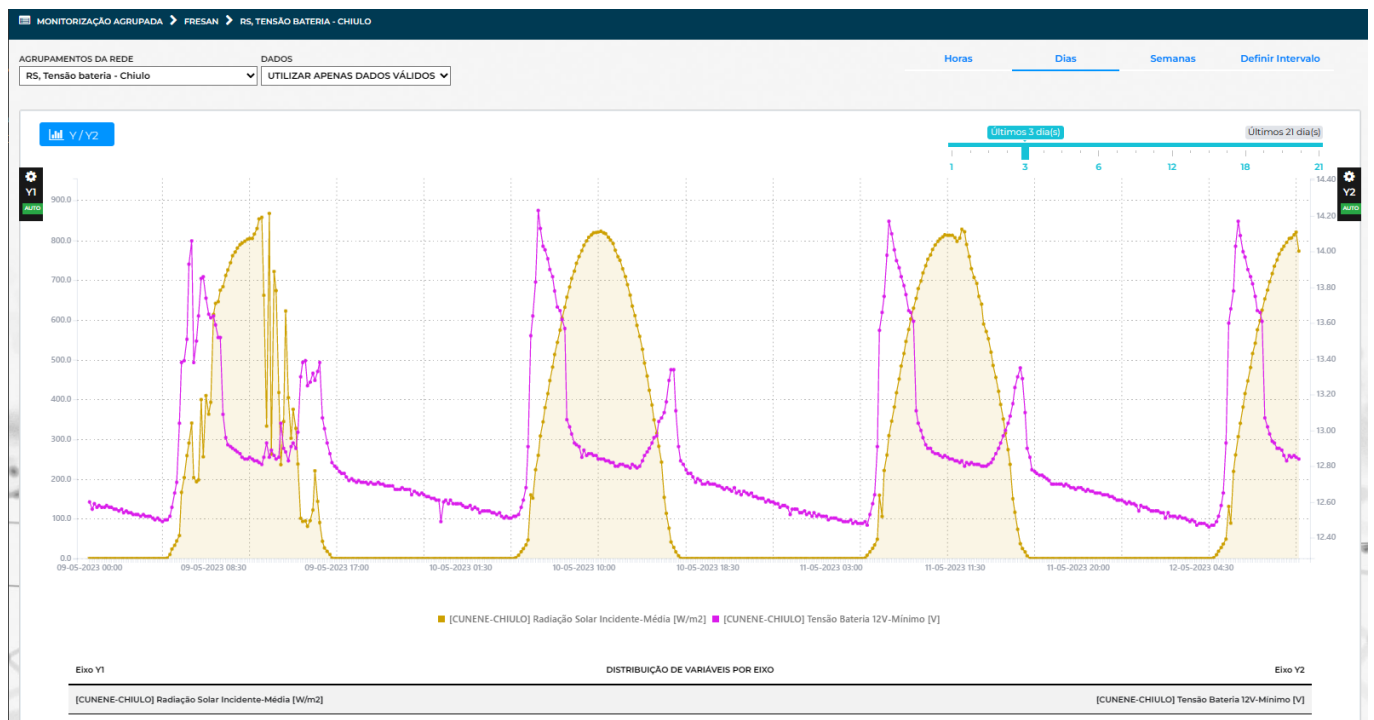 MONITORIZAÇÃO AGRUPADA FRESAN RS, TENSÃO BATERIA - CHIULO
AGRUPAMENTOS DA REDE DADOS
RS, Tensão bateria - Chiulo UTILIZAR APENAS DADOS VÁLIDOS
Horas Dias Semanas Definir Intervalo
Y / Y2
Últimos 3 dia(s) Últimos 21 dia(s)
1 3 6 12 18 21
Y1
AUTO
Y2
AUTO
900.0
800.0
700.0
600.0
500.0
400.0
300.0
200.0
100.0
0.0
14.40
14.20
14.00
13.80
13.60
13.40
13.20
13.00
12.80
12.60
12.40
09-05-2023 00:00 09-05-2023 08:30 09-05-2023 17:00 10-05-2023 01:30 10-05-2023 10:00 10-05-2023 18:30 11-05-2023 03:00 11-05-2023 11:30 11-05-2023 20:00 12-05-2023 04:30
[CUNENE-CHIULO] Radiação Solar Incidente-Média [W/m2] [CUNENE-CHIULO] Tensão Bateria 12V-Mínimo [V]
Eixo Y1 DISTRIBUIÇÃO DE VARIÁVEIS POR EIXO Eixo Y2
[CUNENE-CHIULO] Radiação Solar Incidente-Média [W/m2] [CUNENE-CHIULO] Tensão Bateria 12V-Mínimo [V]